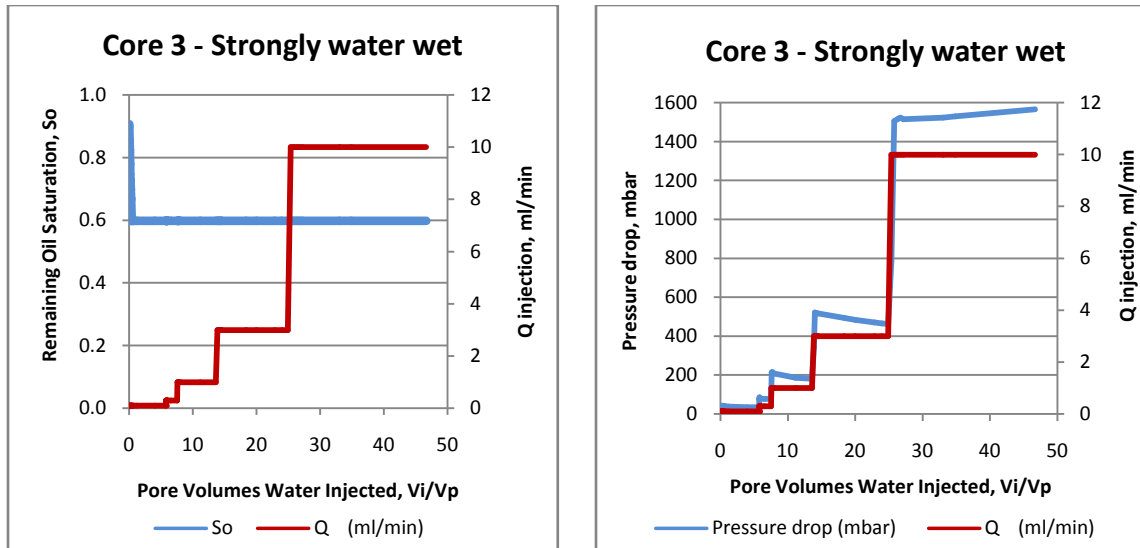 Core 3 - Strongly water wet
Remaining Oil Saturation, So
1.0
0.8
0.6
0.4
0.2
0.0
12
10
8
6
4
2
0
Q injection, ml/min
0 10 20 30 40 50
Pore Volumes Water Injected, Vi/Vp
So Q (ml/min)
Core 3 - Strongly water wet
Pressure drop, mbar
1600
1400
1200
1000
800
600
400
200
0
12
10
8
6
4
2
0
Q injection, ml/min
0 10 20 30 40 50
Pore Volumes Water Injected, Vi/Vp
Pressure drop (mbar) Q (ml/min)